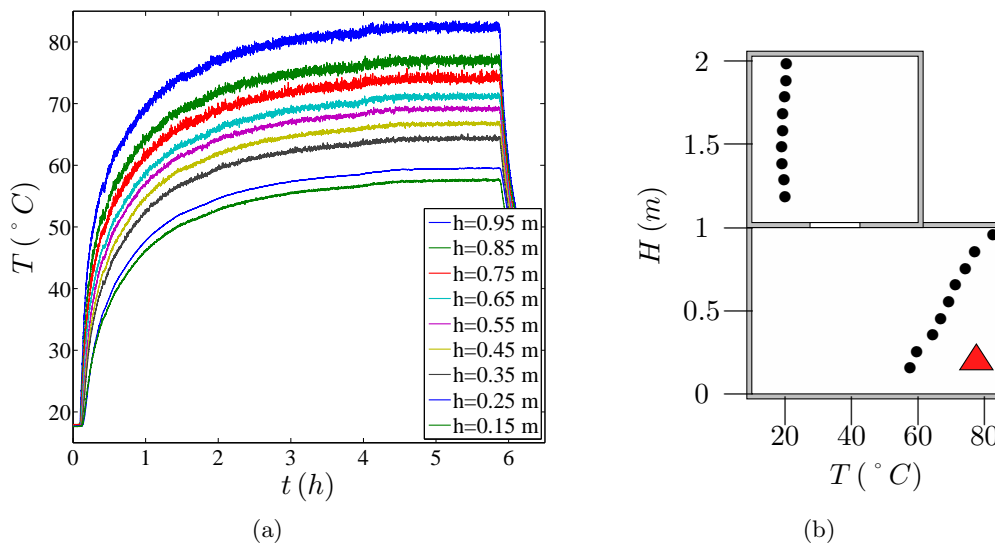 80
70
60
50
40
30
20
T (°C)
h=0.95 m
h=0.85 m
h=0.75 m
h=0.65 m
h=0.55 m
h=0.45 m
h=0.35 m
h=0.25 m
h=0.15 m
0 1 2 3 4 5 6
t (h)
(a)
2
1.5
1
0.5
0
H (m)
20 40 60 80
T (°C)
(b)